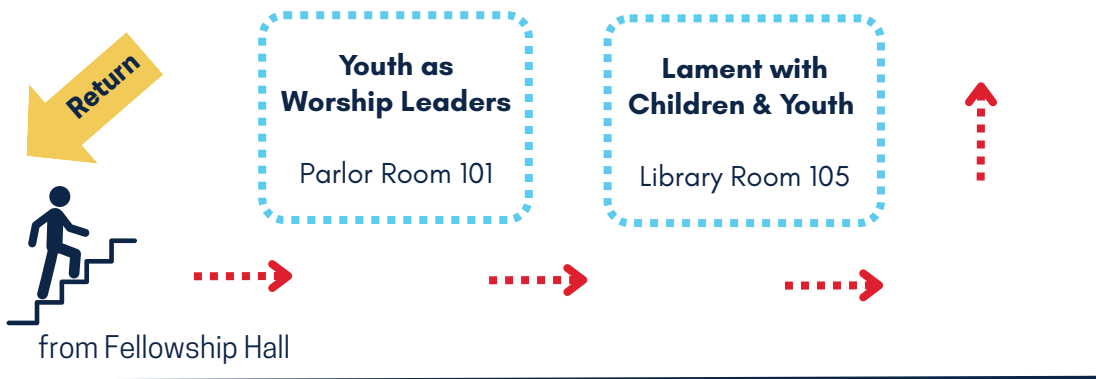 Return
Youth as
Worship Leaders
Parlor Room 101
Lament with
Children & Youth
Library Room 105
from Fellowship Hall